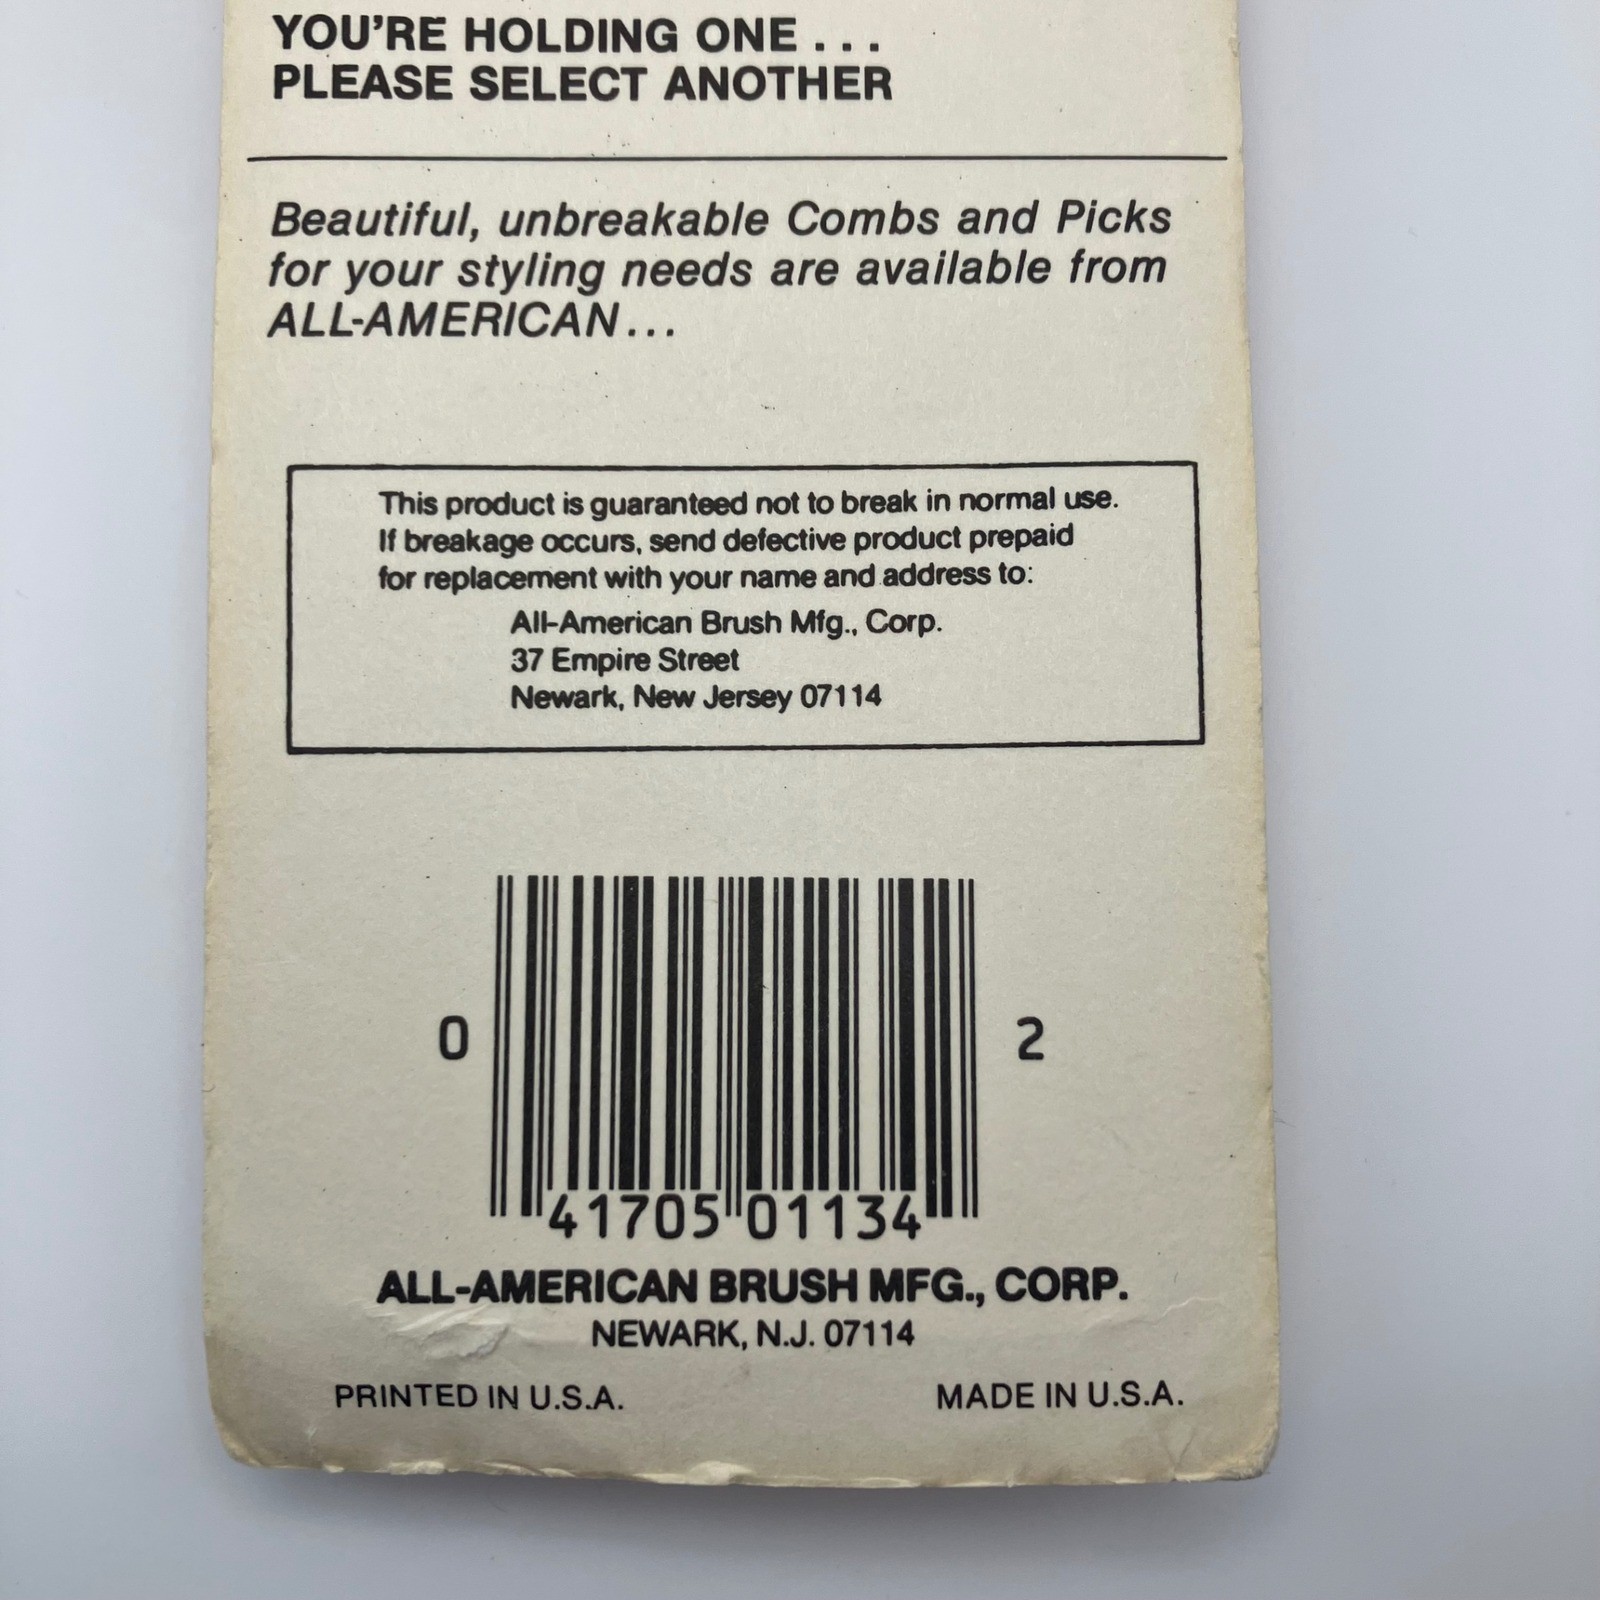 YOU'RE HOLDING ONE . . .
PLEASE SELECT ANOTHER
Beautiful, unbreakable Combs and Picks
for your styling needs are available from
ALL-AMERICAN...
This product is guaranteed not to break in normal use.
If breakage occurs, send defective product prepaid
for replacement with your name and address to:
All-American Brush Mfg., Corp.
37 Empire Street
Newark, New Jersey 07114
0 41705 01134 2
ALL-AMERICAN BRUSH MFG., CORP.
NEWARK, N.J. 07114
PRINTED IN U.S.A. MADE IN U.S.A.